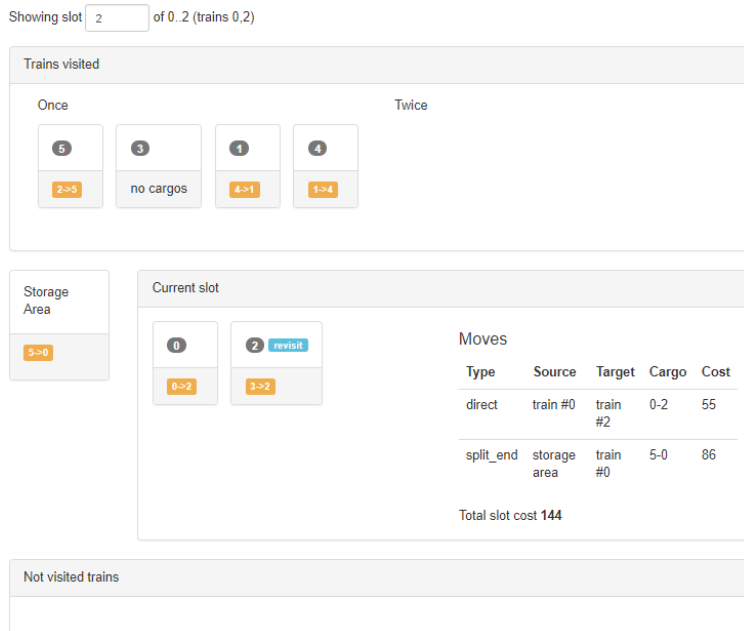 Showing slot 2 of 0..2 (trains 0,2)
Trains visited
Once Twice
5 3 1 4
2->5 no cargos 4->1 1->4
Storage
Area
5->0
Current slot
0 2 revisit
0->2 3->2
Moves
Type Source Target Cargo Cost
direct train #0 train #2 0-2 55
split_end storage area train #0 5-0 86
Total slot cost 144
Not visited trains